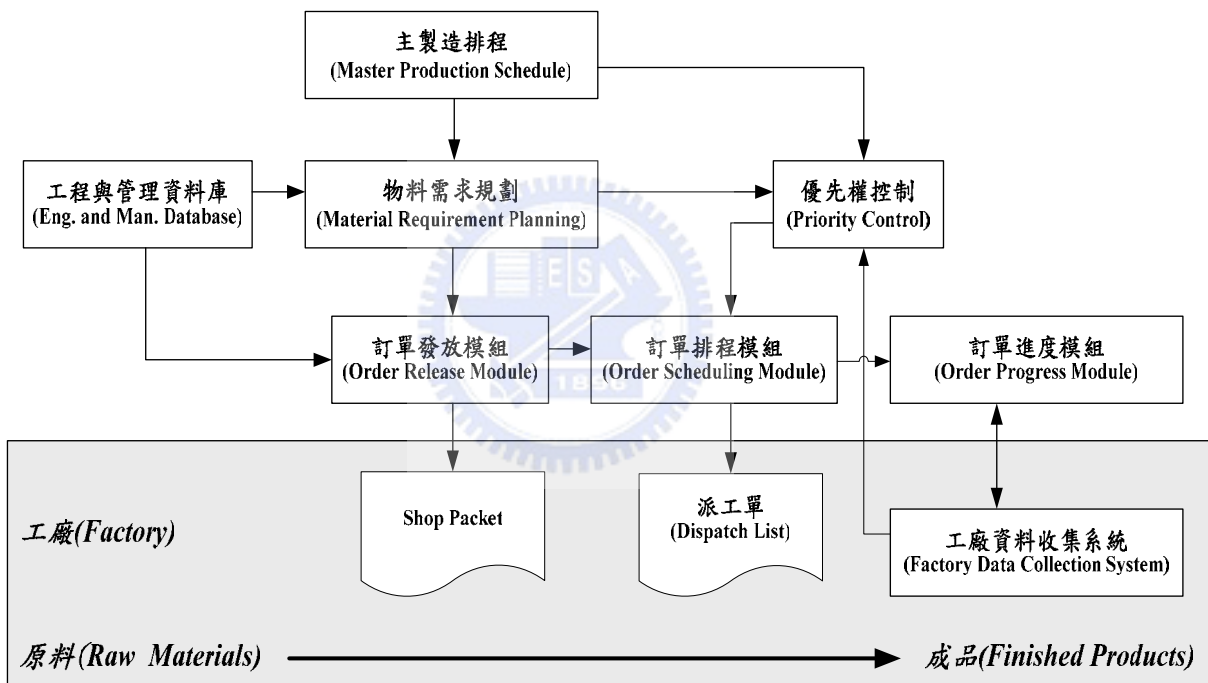 主製造排程
(Master Production Schedule)
工程與管理資料庫
(Eng. and Man. Database)
物料需求規劃
(Material Requirement Planning)
優先權控制
(Priority Control)
訂單發放模組
(Order Release Module)
訂單排程模組
(Order Scheduling Module)
訂單進度模組
(Order Progress Module)
ESA
1896
工廠(Factory)
Shop Packet
派工單
(Dispatch List)
工廠資料收集系統
(Factory Data Collection System)
原料(Raw Materials)
成品(Finished Products)